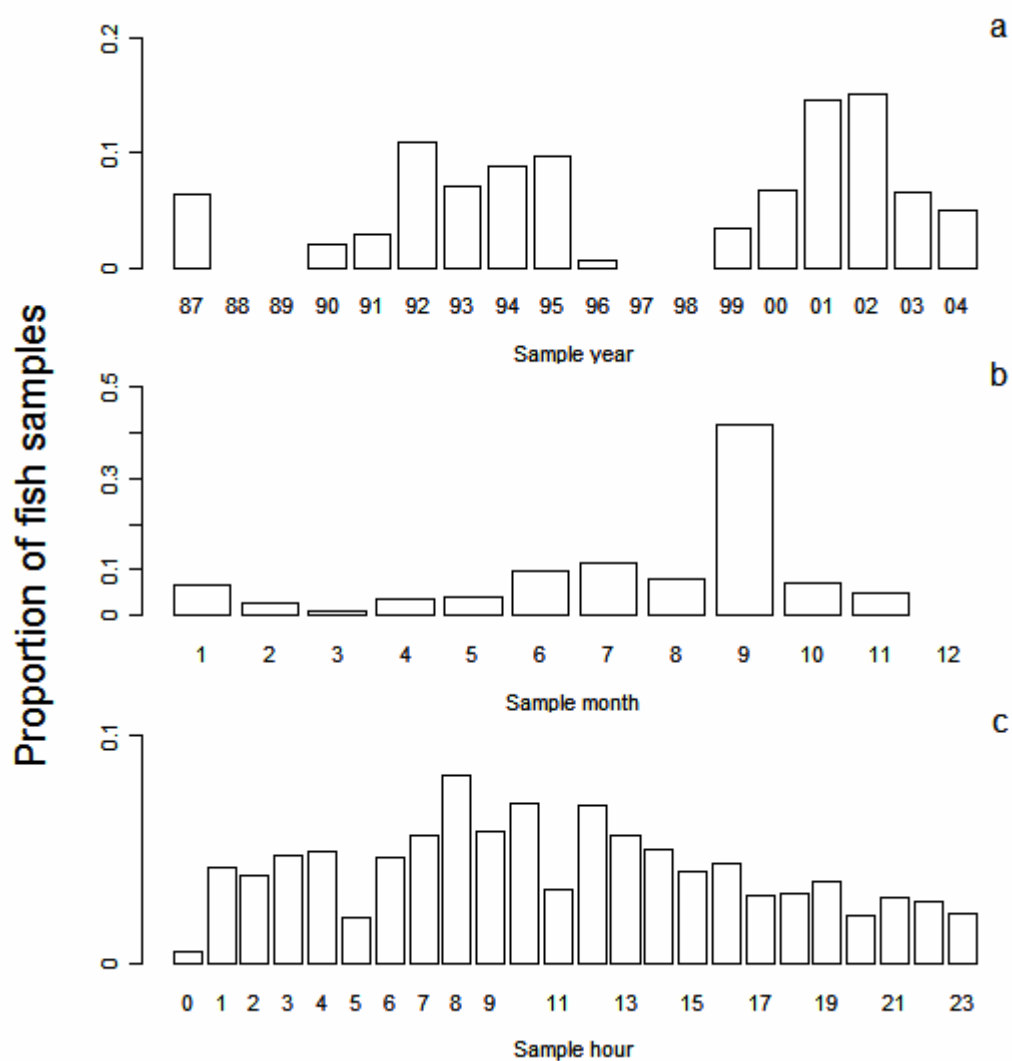 Proportion of fish samples
a
0.2
0.1
0
87 88 89 90 91 92 93 94 95 96 97 98 99 00 01 02 03 04
Sample year
b
0.5
0.3
0.1
0
1 2 3 4 5 6 7 8 9 10 11 12
Sample month
c
0.1
0
0 1 2 3 4 5 6 7 8 9 11 13 15 17 19 21 23
Sample hour